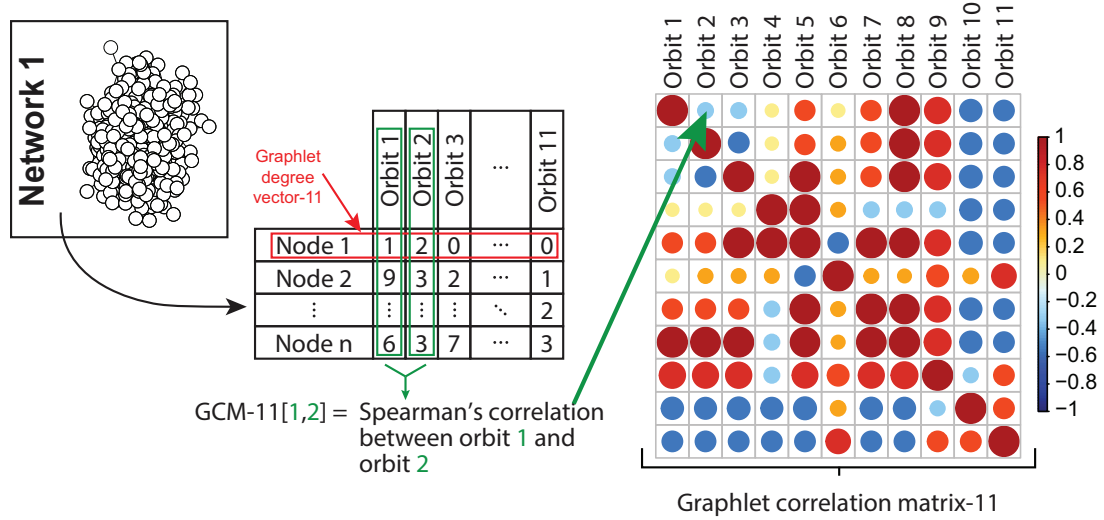 Network 1
Graphlet
degree
vector-11
Orbit 1
Orbit 2
Orbit 3
...
Orbit 11
Node 1 1 2 0 ... 0
Node 2 9 3 2 ... 1
⋮ ⋮ ⋮ ⋮ ⋱ 2
Node n 6 3 7 ... 3
GCM-11[1,2] = Spearman's correlation
between orbit 1 and
orbit 2
Orbit 1
Orbit 2
Orbit 3
Orbit 4
Orbit 5
Orbit 6
Orbit 7
Orbit 8
Orbit 9
Orbit 10
Orbit 11
1
0.8
0.6
0.4
0.2
0
−0.2
−0.4
−0.6
−0.8
−1
Graphlet correlation matrix-11